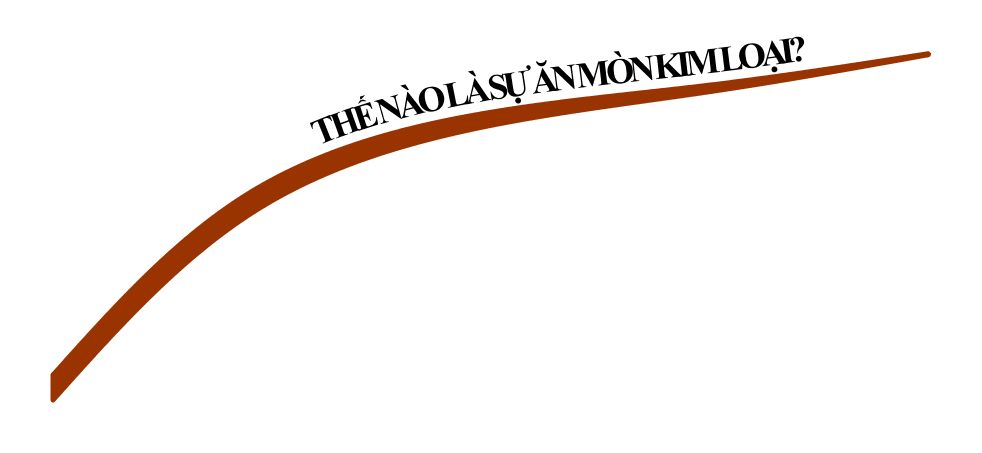 THẾ NÀO LÀ SỰ ĂN MÒN KIM LOẠI?